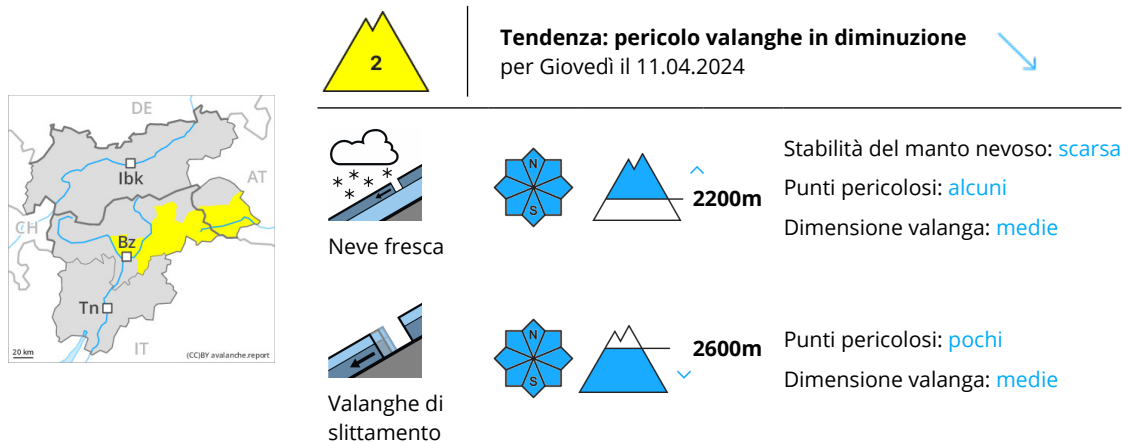 2
Tendenza: pericolo valanghe in diminuzione
per Giovedì il 11.04.2024
DE
Ibk
AT
CH
Bz
Tn
IT
20 km
(CC)BY avalanche.report
Neve fresca
N
S
2200m
Stabilità del manto nevoso: scarsa
Punti pericolosi: alcuni
Dimensione valanga: medie
Valanghe di
slittamento
N
S
2600m
Punti pericolosi: pochi
Dimensione valanga: medie